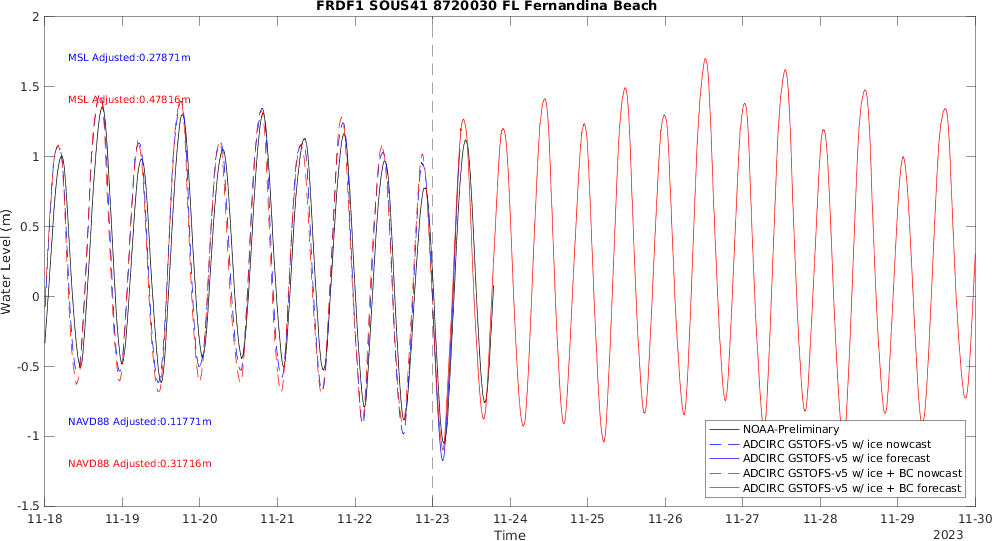 FRDF1 SOUS41 8720030 FL Fernandina Beach
2
1.5
1
0.5
0
-0.5
-1
-1.5
Water Level (m)
MSL Adjusted:0.27871m
MSL Adjusted:0.47816m
NAVD88 Adjusted:0.11771m
NAVD88 Adjusted:0.31716m
NOAA-Preliminary
ADCIRC GSTOFS-v5 w/ ice nowcast
ADCIRC GSTOFS-v5 w/ ice forecast
ADCIRC GSTOFS-v5 w/ ice + BC nowcast
ADCIRC GSTOFS-v5 w/ ice + BC forecast
11-18 11-19 11-20 11-21 11-22 11-23 11-24 11-25 11-26 11-27 11-28 11-29 11-30
Time
2023